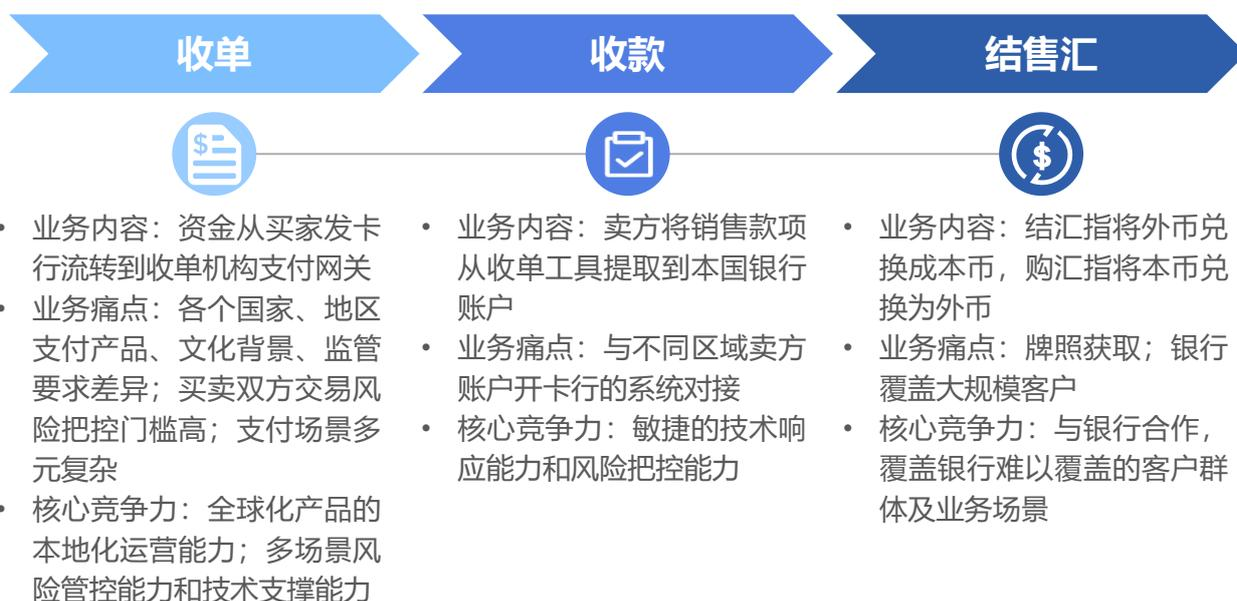 收单
收款
结售汇
• 业务内容：资金从买家发卡
行流转到收单机构支付网关
• 业务痛点：各个国家、地区
支付产品、文化背景、监管
要求差异；买卖双方交易风
险把控门槛高；支付场景多
元复杂
• 核心竞争力：全球化产品的
本地化运营能力；多场景风
险管控能力和技术支撑能力
• 业务内容：卖方将销售款项
从收单工具提取到本国银行
账户
• 业务痛点：与不同区域卖方
账户开卡行的系统对接
• 核心竞争力：敏捷的技术响
应能力和风险把控能力
• 业务内容：结汇指将外币兑
换成本币，购汇指将本币兑
换为外币
• 业务痛点：牌照获取；银行
覆盖大规模客户
• 核心竞争力：与银行合作，
覆盖银行难以覆盖的客户群
体及业务场景